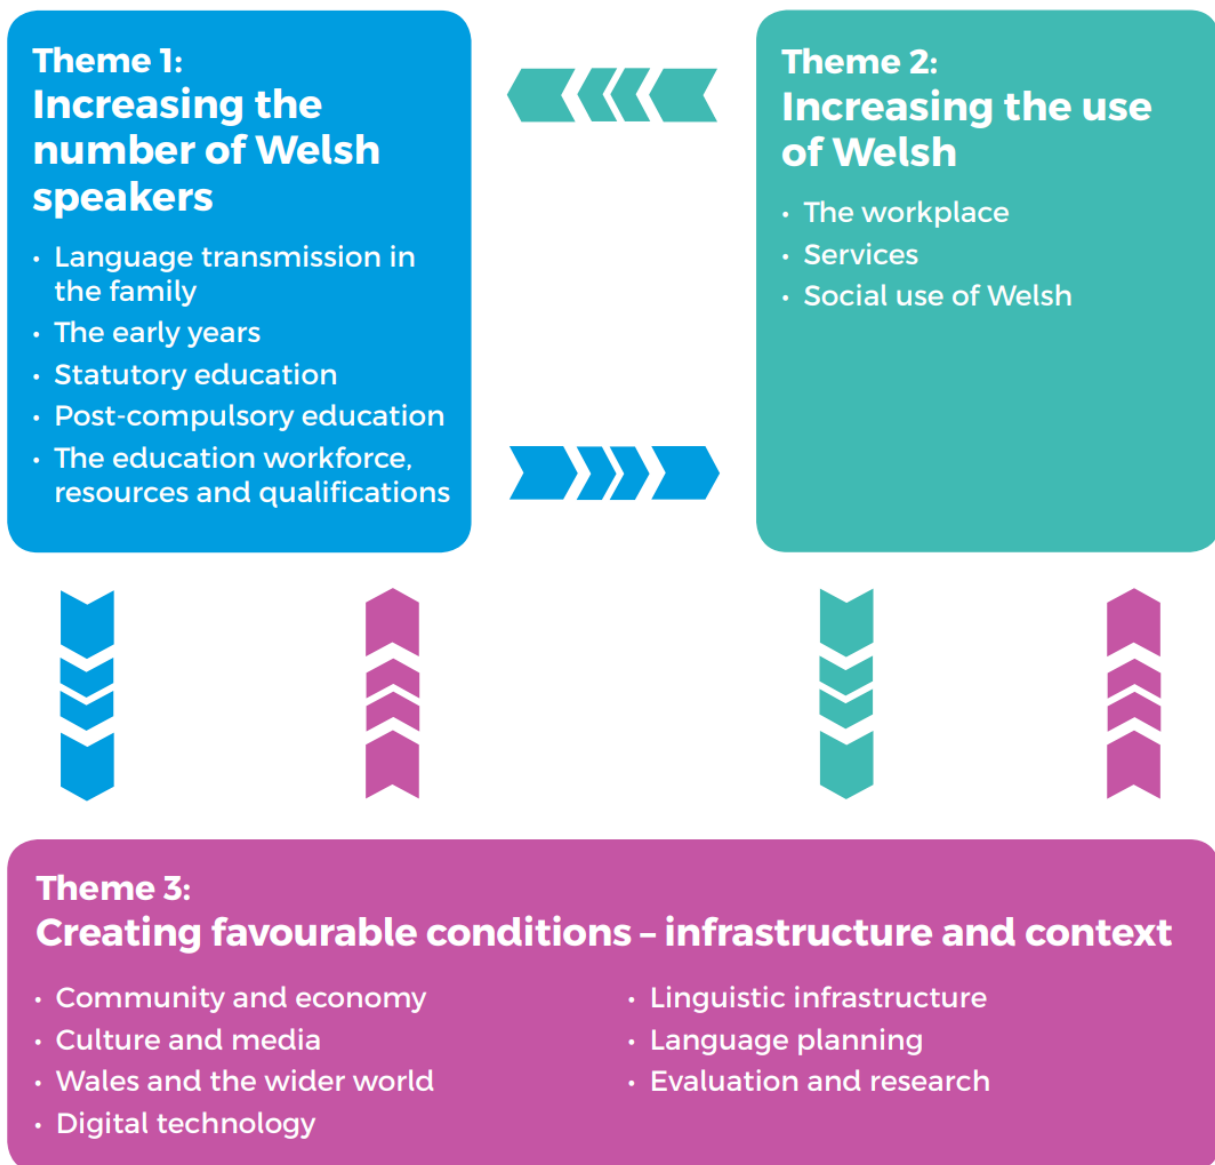 Theme 1:
Increasing the
number of Welsh
speakers
• Language transmission in
the family
• The early years
• Statutory education
• Post-compulsory education
• The education workforce,
resources and qualifications
Theme 2:
Increasing the use
of Welsh
• The workplace
• Services
• Social use of Welsh
Theme 3:
Creating favourable conditions – infrastructure and context
• Community and economy
• Culture and media
• Wales and the wider world
• Digital technology
• Linguistic infrastructure
• Language planning
• Evaluation and research